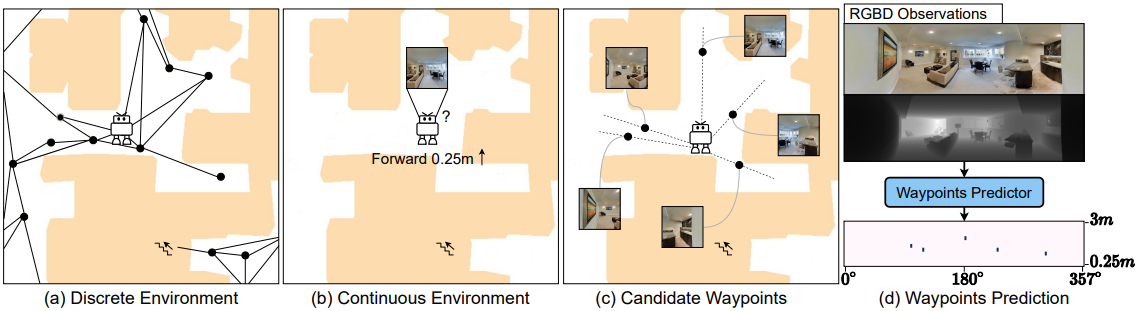 RGBD Observations
?
Forward 0.25m ↑
Waypoints Predictor
3m
0.25m
0° 180° 357°
(a) Discrete Environment
(b) Continuous Environment
(c) Candidate Waypoints
(d) Waypoints Prediction